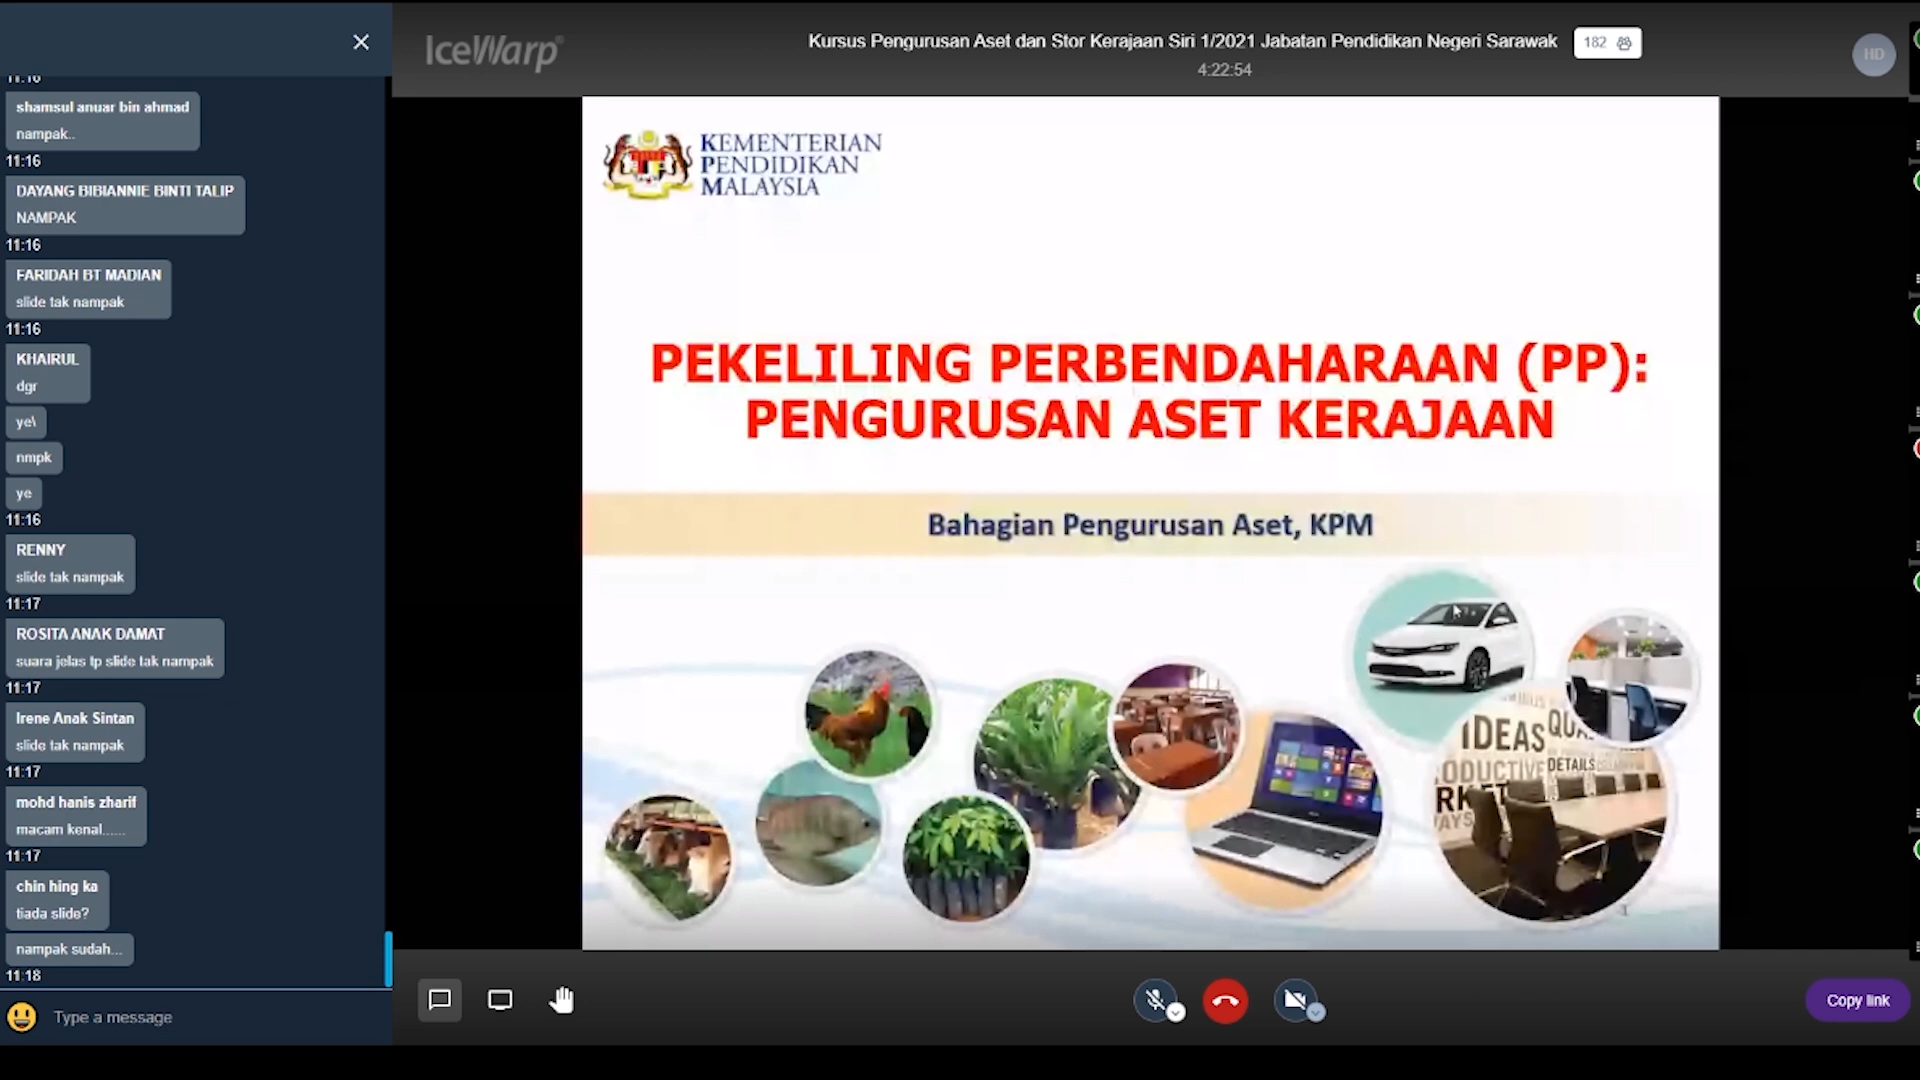 11:16
shamsul anuar bin ahmad
nampak..
11:16
DAYANG BIBIANNIE BINTI TALIP
NAMPAK
11:16
FARIDAH BT MADIAN
slide tak nampak
11:16
KHAIRUL
dgr
ye\
nmpk
ye
11:16
RENNY
slide tak nampak
11:17
ROSITA ANAK DAMAT
suara jelas tp slide tak nampak
11:17
Irene Anak Sintan
slide tak nampak
11:17
mohd hanis zharif
macam kenal......
11:17
chin hing ka
tiada slide?
nampak sudah...
11:18
Type a message
IceWarp
Kursus Pengurusan Aset dan Stor Kerajaan Siri 1/2021 Jabatan Pendidikan Negeri Sarawak
182
4:22:54
HD
KEMENTERIAN
PENDIDIKAN
MALAYSIA
PEKELILING PERBENDAHARAAN (PP):
PENGURUSAN ASET KERAJAAN
Bahagian Pengurusan Aset, KPM
IDEAS
DETAILS
1
Copy link